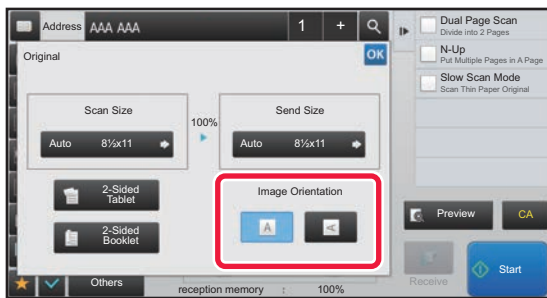 Address AAA AAA 1 +
Original OK
Scan Size
Auto 8½x11
100%
Send Size
Auto 8½x11
2-Sided
Tablet
2-Sided
Booklet
Image Orientation
A A
Others
reception memory : 100%
Dual Page Scan
Divide into 2 Pages
N-Up
Put Multiple Pages in A Page
Slow Scan Mode
Scan Thin Paper Original
Preview CA
Receive
Start